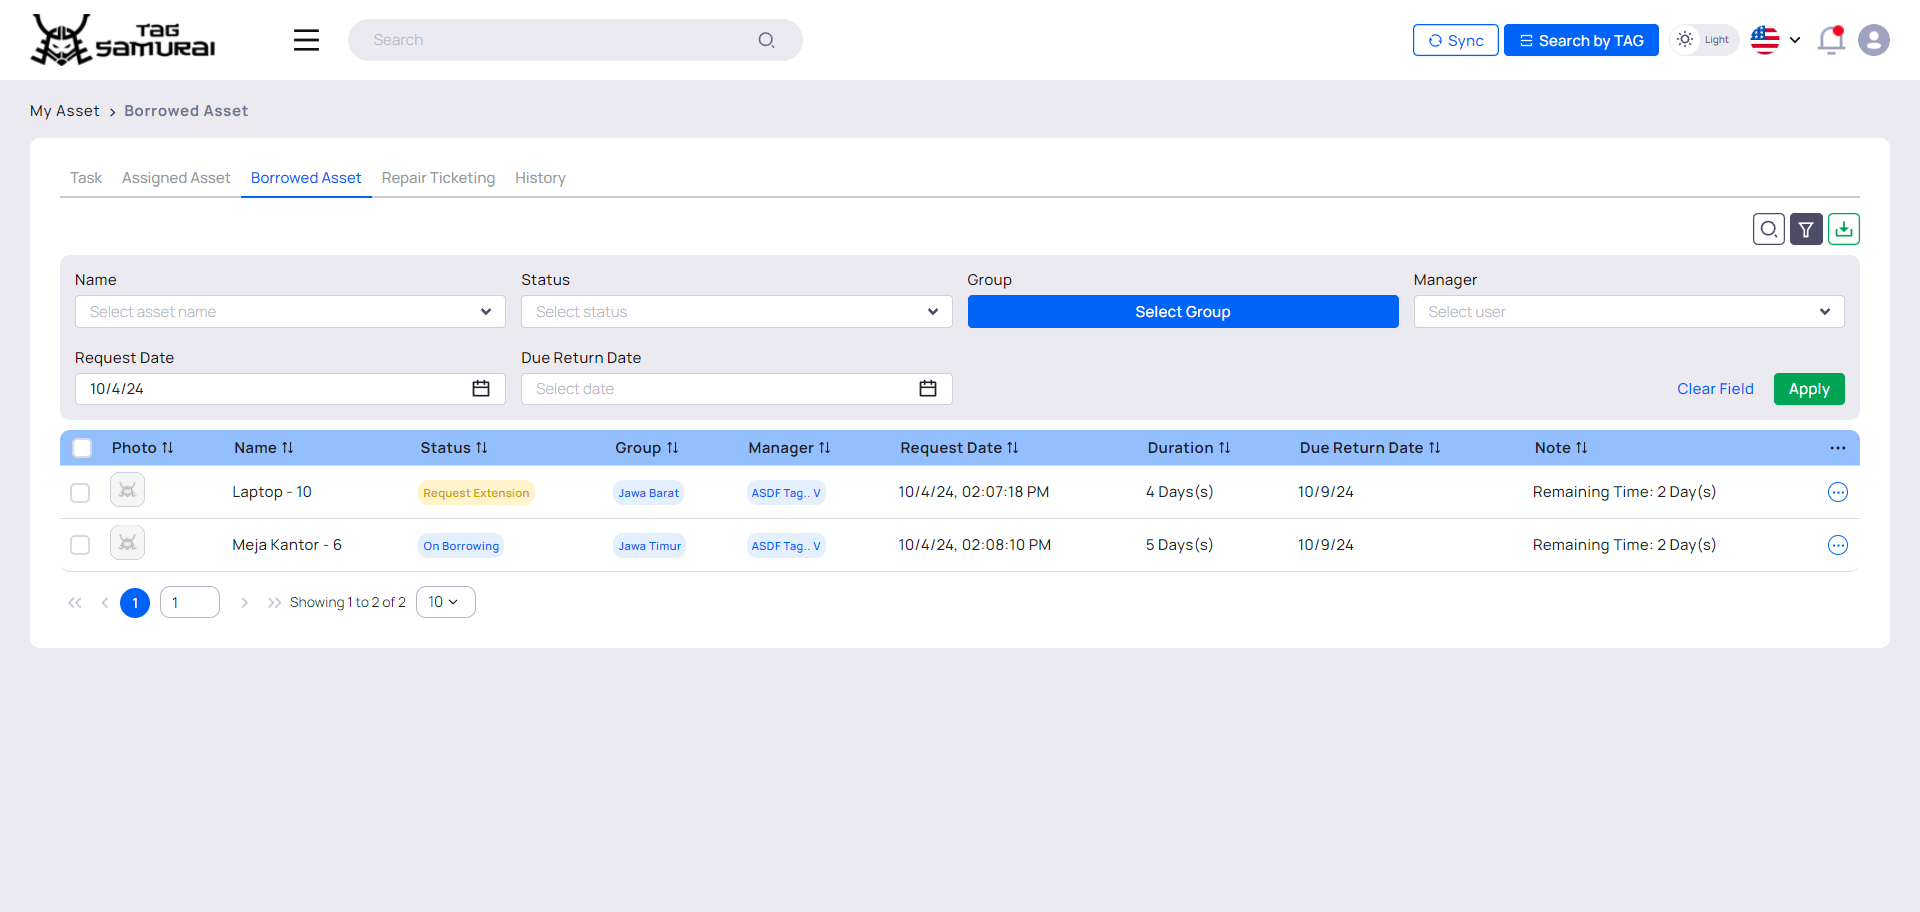 TAG
SAMURAI
Search
Sync
Search by TAG
Light
My Asset > Borrowed Asset
Task
Assigned Asset
Borrowed Asset
Repair Ticketing
History
Name
Status
Group
Manager
Select asset name
Select status
Select Group
Select user
Request Date
Due Return Date
10/4/24
Select date
Clear Field
Apply
Photo Name Status Group Manager Request Date Duration Due Return Date Note
Laptop - 10 Request Extension Jawa Barat ASDF Tag.. V 10/4/24, 02:07:18 PM 4 Days(s) 10/9/24 Remaining Time: 2 Day(s)
Meja Kantor - 6 On Borrowing Jawa Timur ASDF Tag.. V 10/4/24, 02:08:10 PM 5 Days(s) 10/9/24 Remaining Time: 2 Day(s)
1 1 Showing 1 to 2 of 2 10